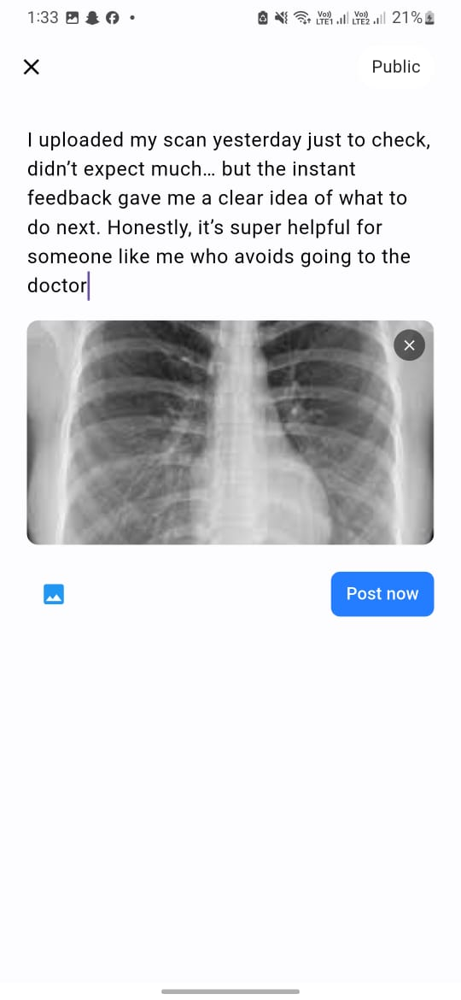 1:33
Vo)) LTE1 Vo)) LTE2 21%
Public
I uploaded my scan yesterday just to check,
didn’t expect much… but the instant
feedback gave me a clear idea of what to
do next. Honestly, it’s super helpful for
someone like me who avoids going to the
doctor
Post now